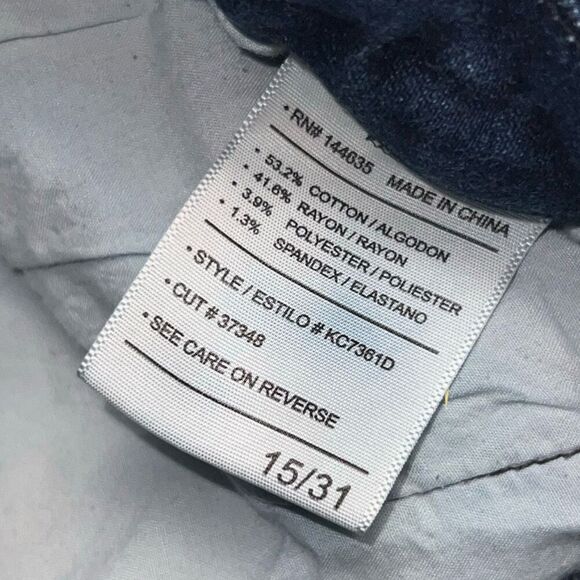 • RN# 144635 MADE IN CHINA
• 53.2% COTTON / ALGODON
• 41.6% RAYON / RAYON
• 3.9% POLYESTER / POLIESTER
• 1.3% SPANDEX / ELASTANO
• STYLE / ESTILO # KC7361D
• CUT # 37348
• SEE CARE ON REVERSE
15/31